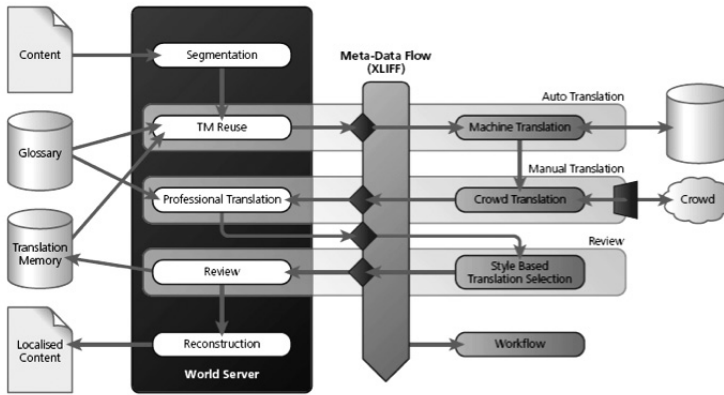 Content
Segmentation
Meta-Data Flow
(XLIFF)
Auto Translation
Glossary
TM Reuse
Machine Translation
Manual Translation
Professional Translation
Crowd Translation
Crowd
Translation
Memory
Review
Review
Style Based
Translation Selection
Localised
Content
Reconstruction
Workflow
World Server